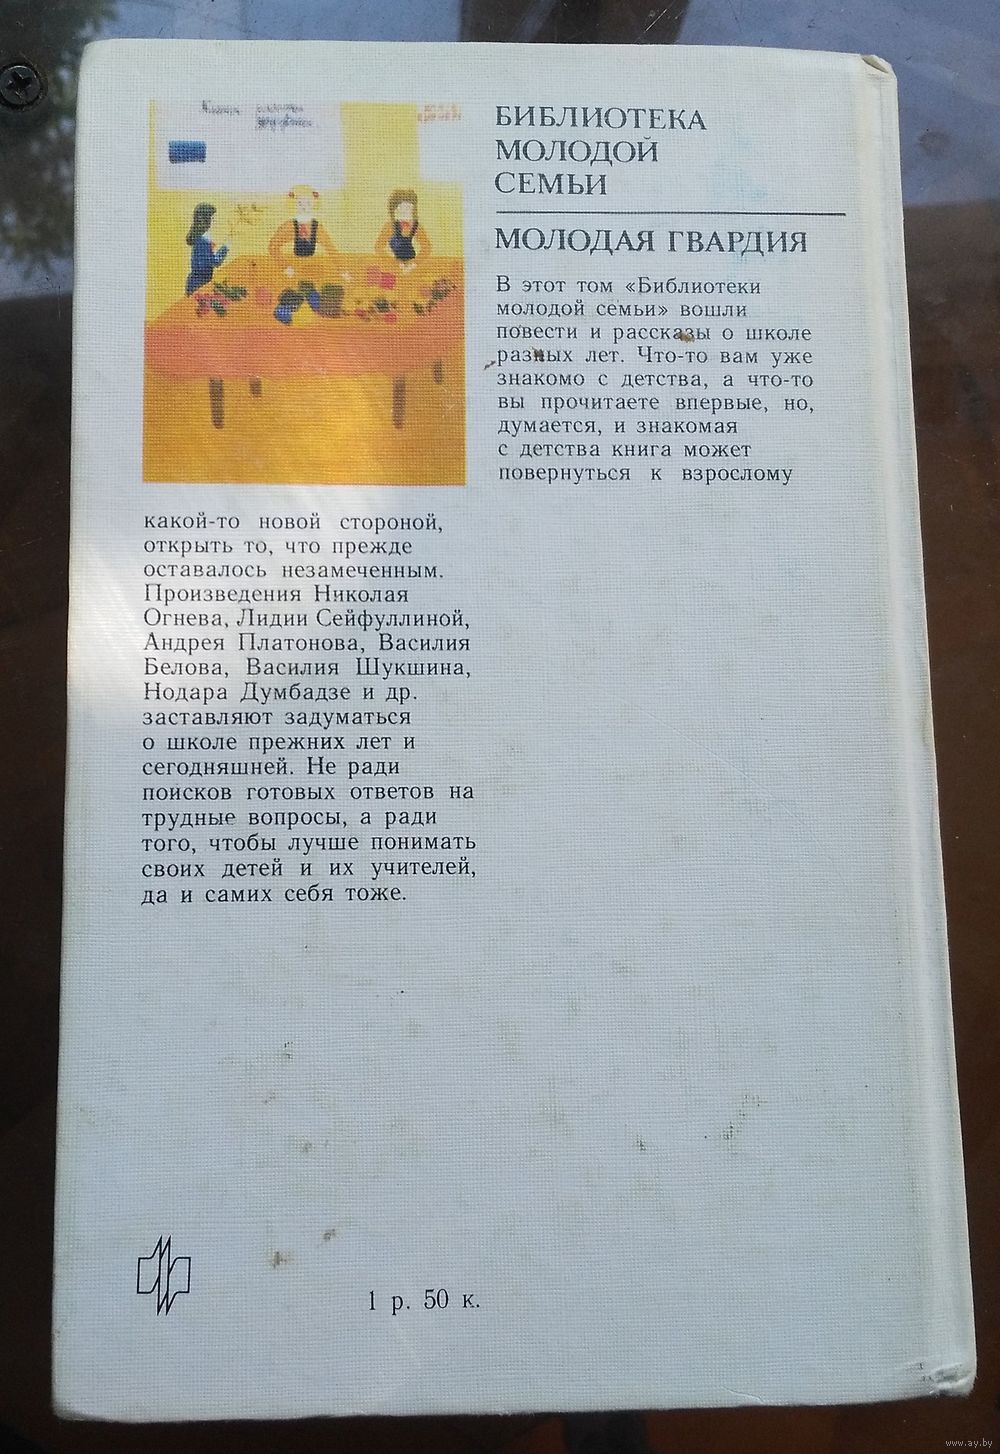 БИБЛИОТЕКА
МОЛОДОЙ
СЕМЬИ
МОЛОДАЯ ГВАРДИЯ
В этот том «Библиотеки
молодой семьи» вошли
повести и рассказы о школе
разных лет. Что-то вам уже
знакомо с детства, а что-то
вы прочитаете впервые, но,
думается, и знакомая
с детства книга может
повернуться к взрослому
какой-то новой стороной,
открыть то, что прежде
оставалось незамеченным.
Произведения Николая
Огнева, Лидии Сейфуллиной,
Андрея Платонова, Василия
Белова, Василия Шукшина,
Нодара Думбадзе и др.
заставляют задуматься
о школе прежних лет и
сегодняшней. Не ради
поисков готовых ответов на
трудные вопросы, а ради
того, чтобы лучше понимать
своих детей и их учителей,
да и самих себя тоже.
1 р. 50 к.
www.ay.by